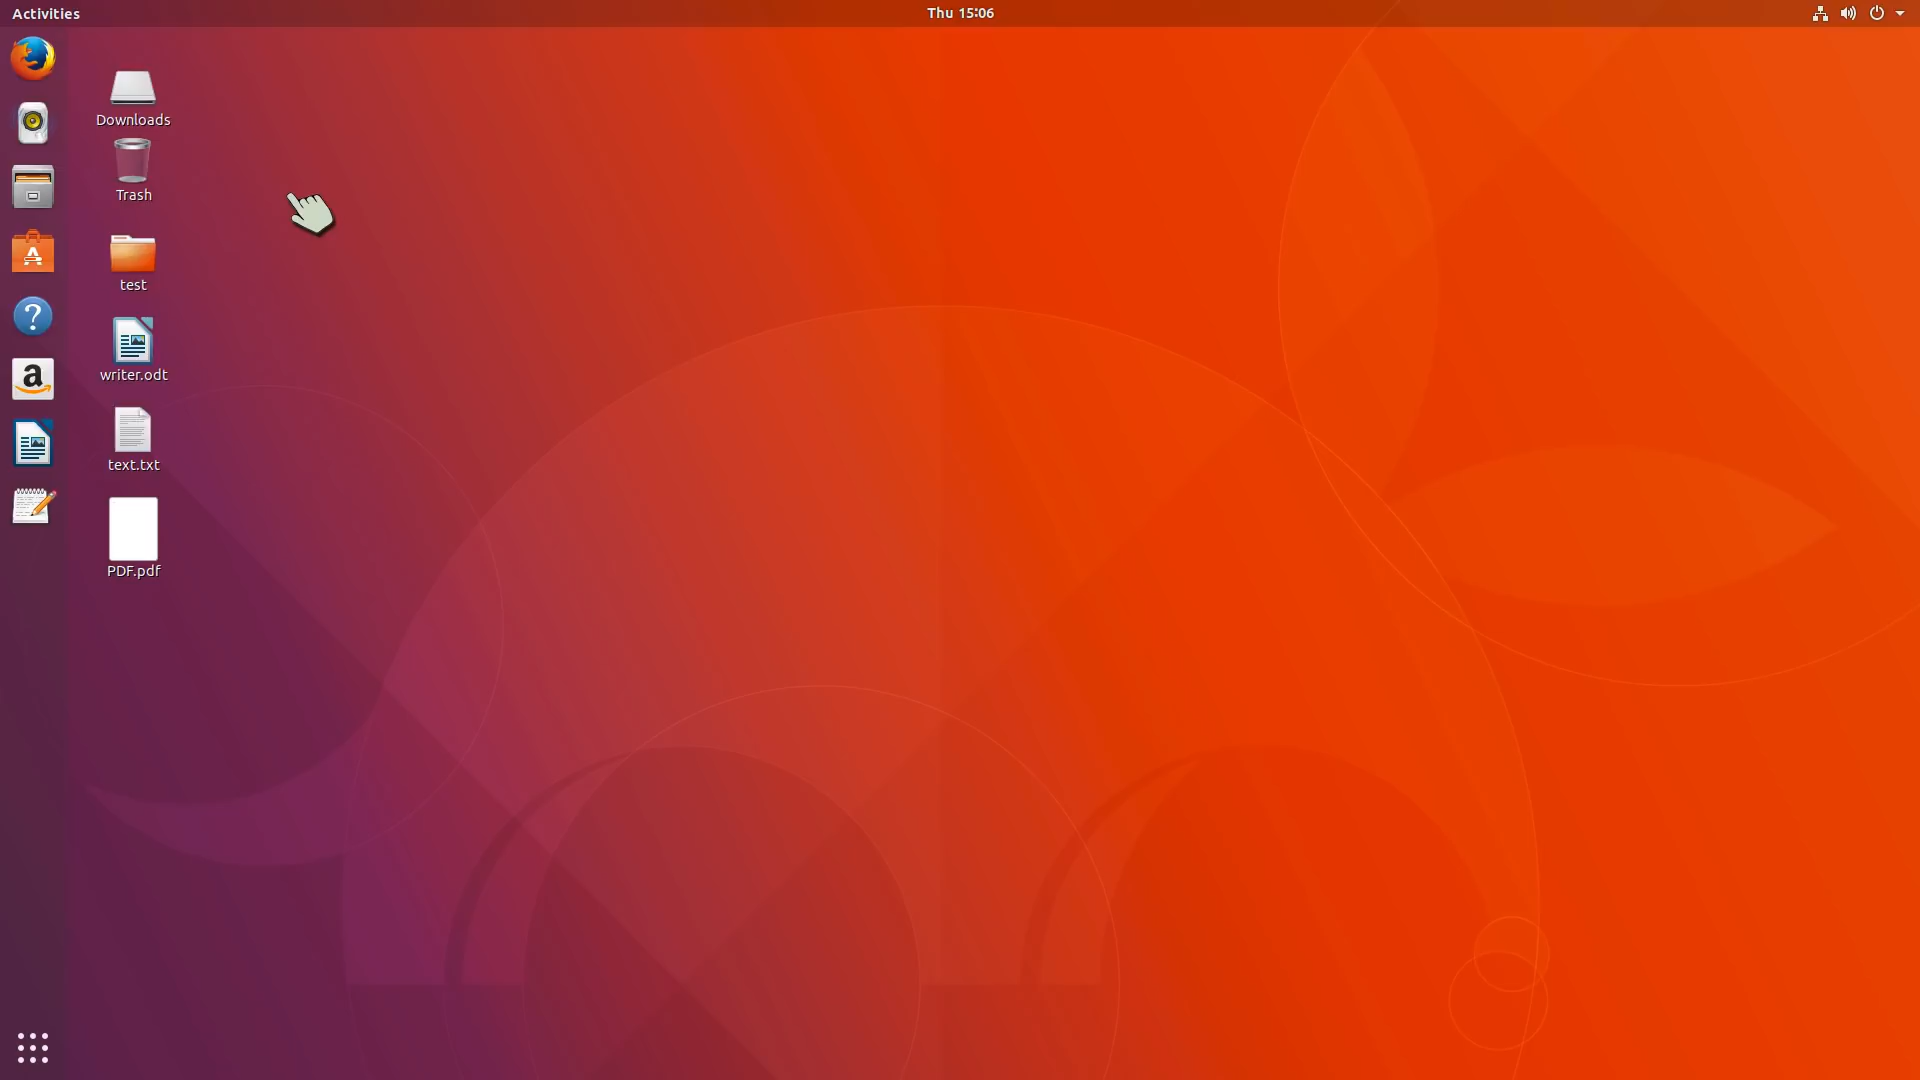 Activities
Thu 15:06
Downloads
Trash
test
writer.odt
text.txt
PDF.pdf